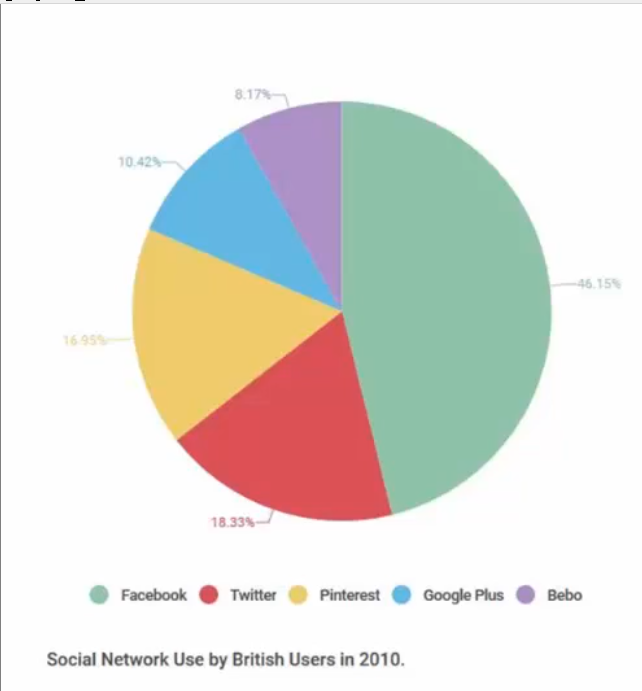 8.17%
10.42%
46.15%
16.95%
18.33%
Facebook Twitter Pinterest Google Plus Bebo
Social Network Use by British Users in 2010.